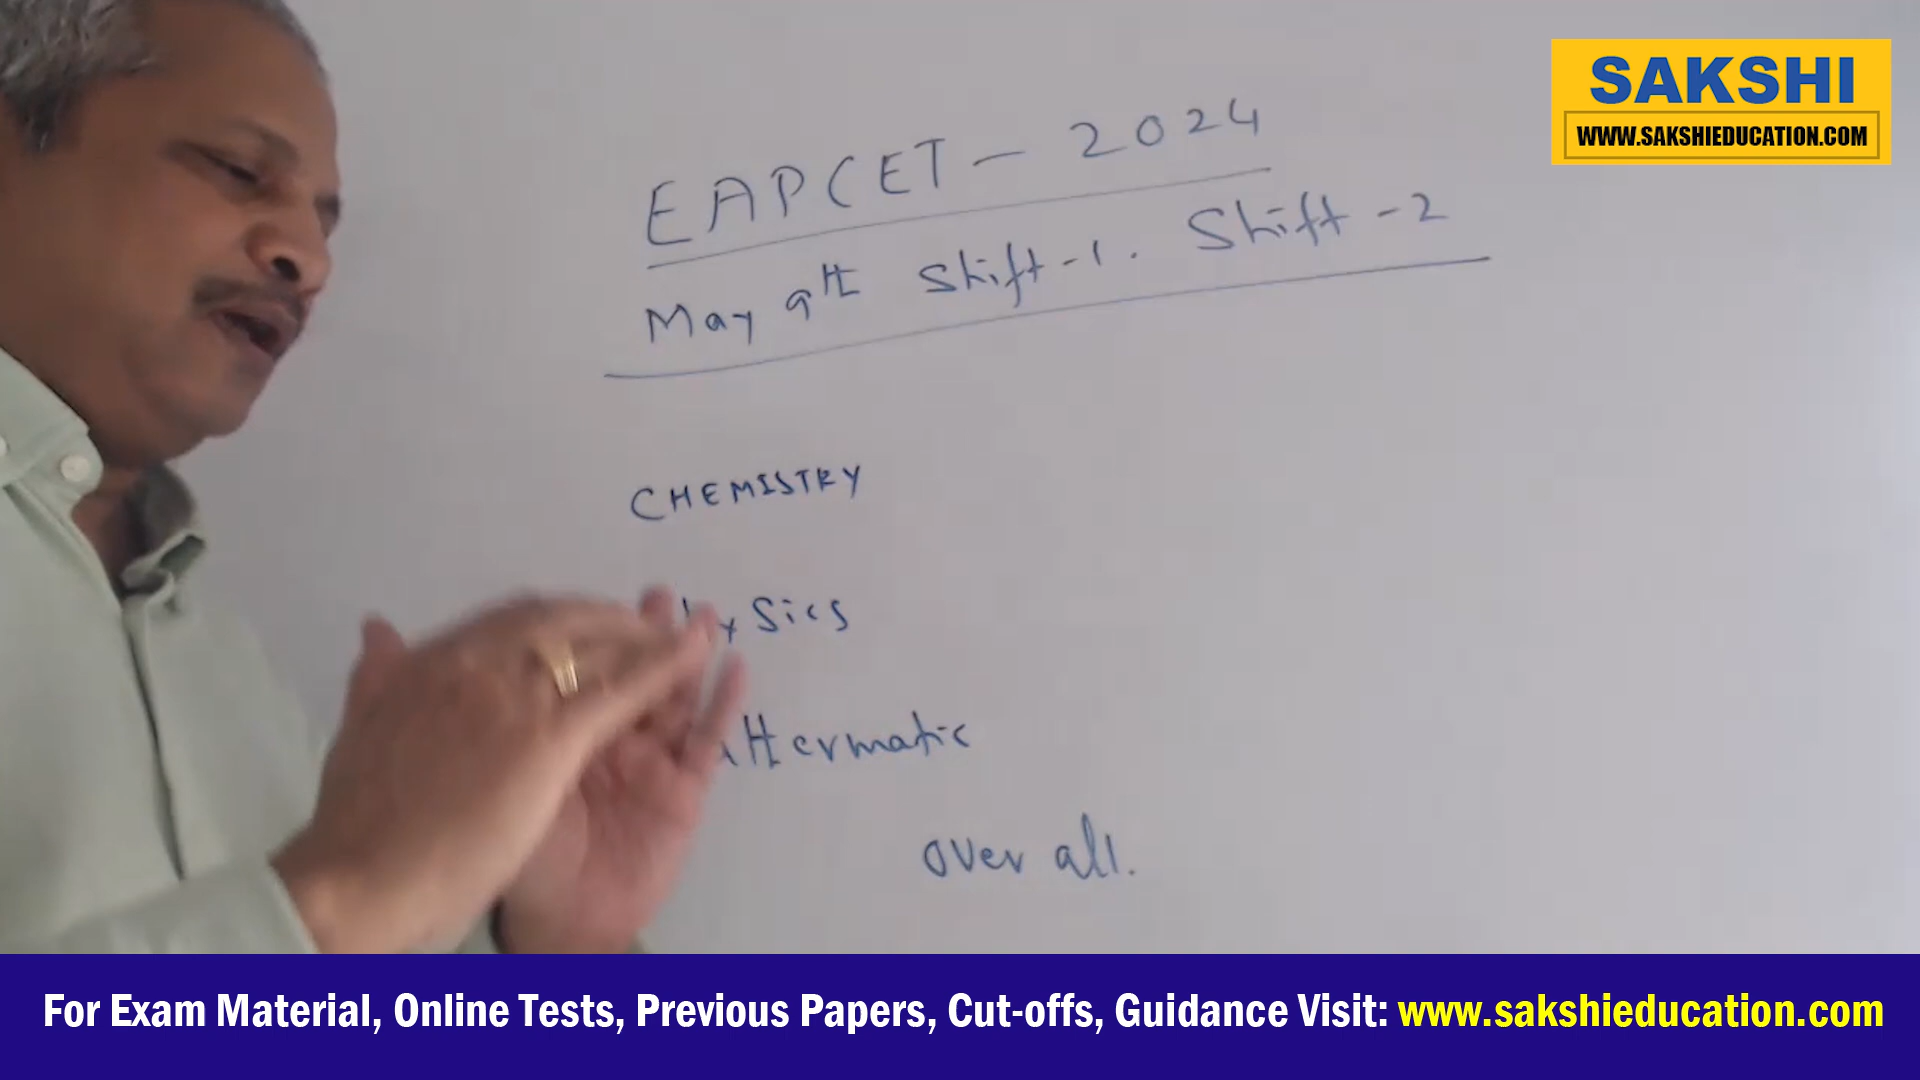 SAKSHI
WWW.SAKSHIEDUCATION.COM
EAPCET - 2024
May 9th Shift-1. Shift-2
CHEMISTRY
over all.
For Exam Material, Online Tests, Previous Papers, Cut-offs, Guidance Visit: www.sakshieducation.com